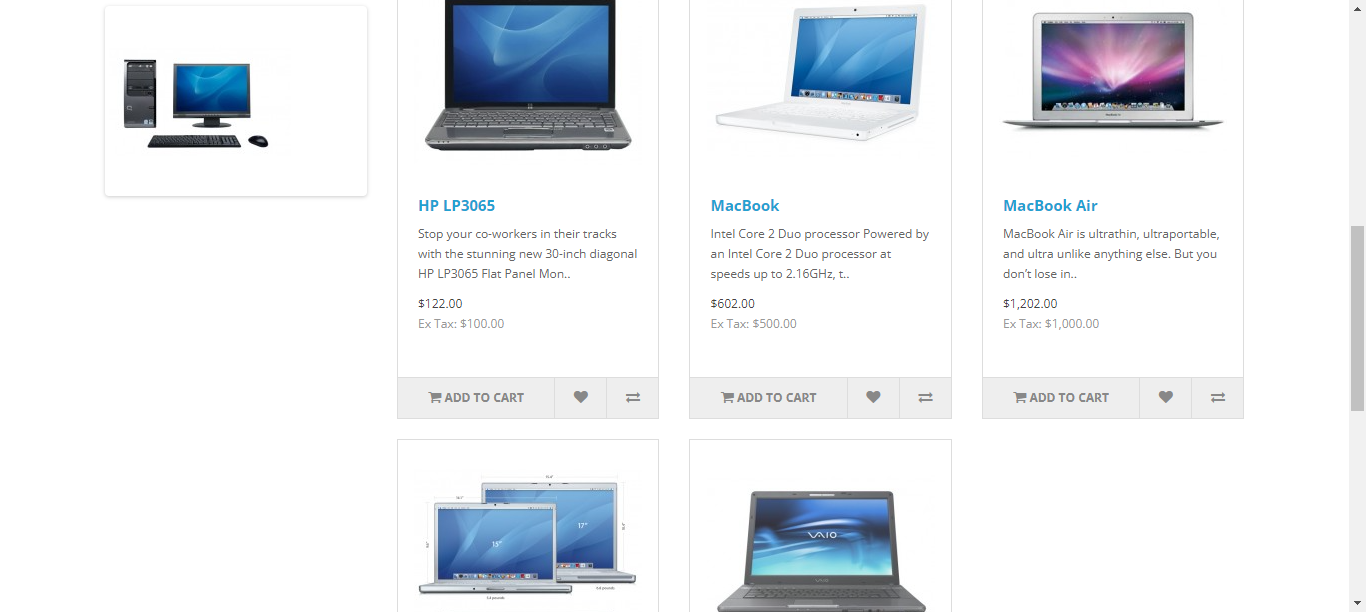 HP LP3065
Stop your co-workers in their tracks
with the stunning new 30-inch diagonal
HP LP3065 Flat Panel Mon..
$122.00
Ex Tax: $100.00
ADD TO CART
MacBook
Intel Core 2 Duo processor Powered by
an Intel Core 2 Duo processor at
speeds up to 2.16GHz, t..
$602.00
Ex Tax: $500.00
ADD TO CART
MacBook Air
MacBook Air is ultrathin, ultraportable,
and ultra unlike anything else. But you
don’t lose in..
$1,202.00
Ex Tax: $1,000.00
ADD TO CART
17"
15"
VAIO
VAIO